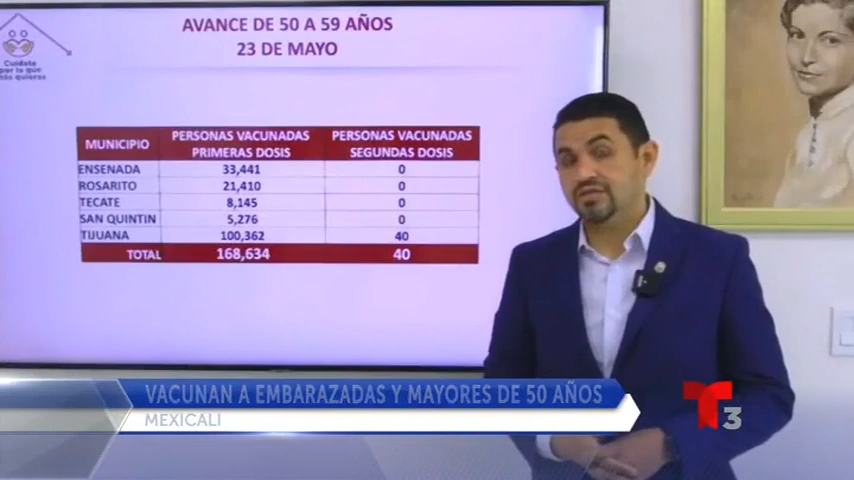 AVANCE DE 50 A 59 AÑOS
23 DE MAYO
Cuídate
por lo que
más quieras
MUNICIPIO PERSONAS VACUNADAS PRIMERAS DOSIS PERSONAS VACUNADAS SEGUNDAS DOSIS
ENSENADA 33,441 0
ROSARITO 21,410 0
TECATE 8,145 0
SAN QUINTIN 5,276 0
TIJUANA 100,362 40
TOTAL 168,634 40
VACUNAN A EMBARAZADAS Y MAYORES DE 50 AÑOS
MEXICALI
3